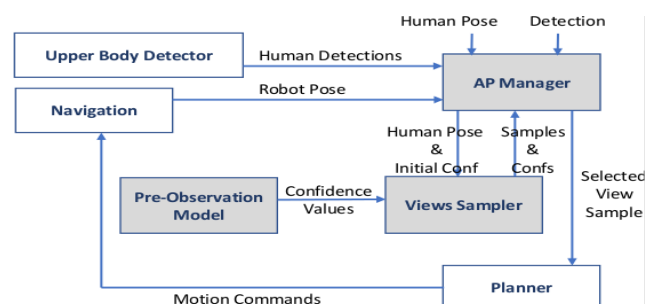 Human Pose
Detection
Upper Body Detector
Human Detections
AP Manager
Robot Pose
Navigation
Human Pose
&
Initial Conf
Samples
&
Confs
Selected
View
Sample
Pre-Observation
Model
Confidence
Values
Views Sampler
Planner
Motion Commands